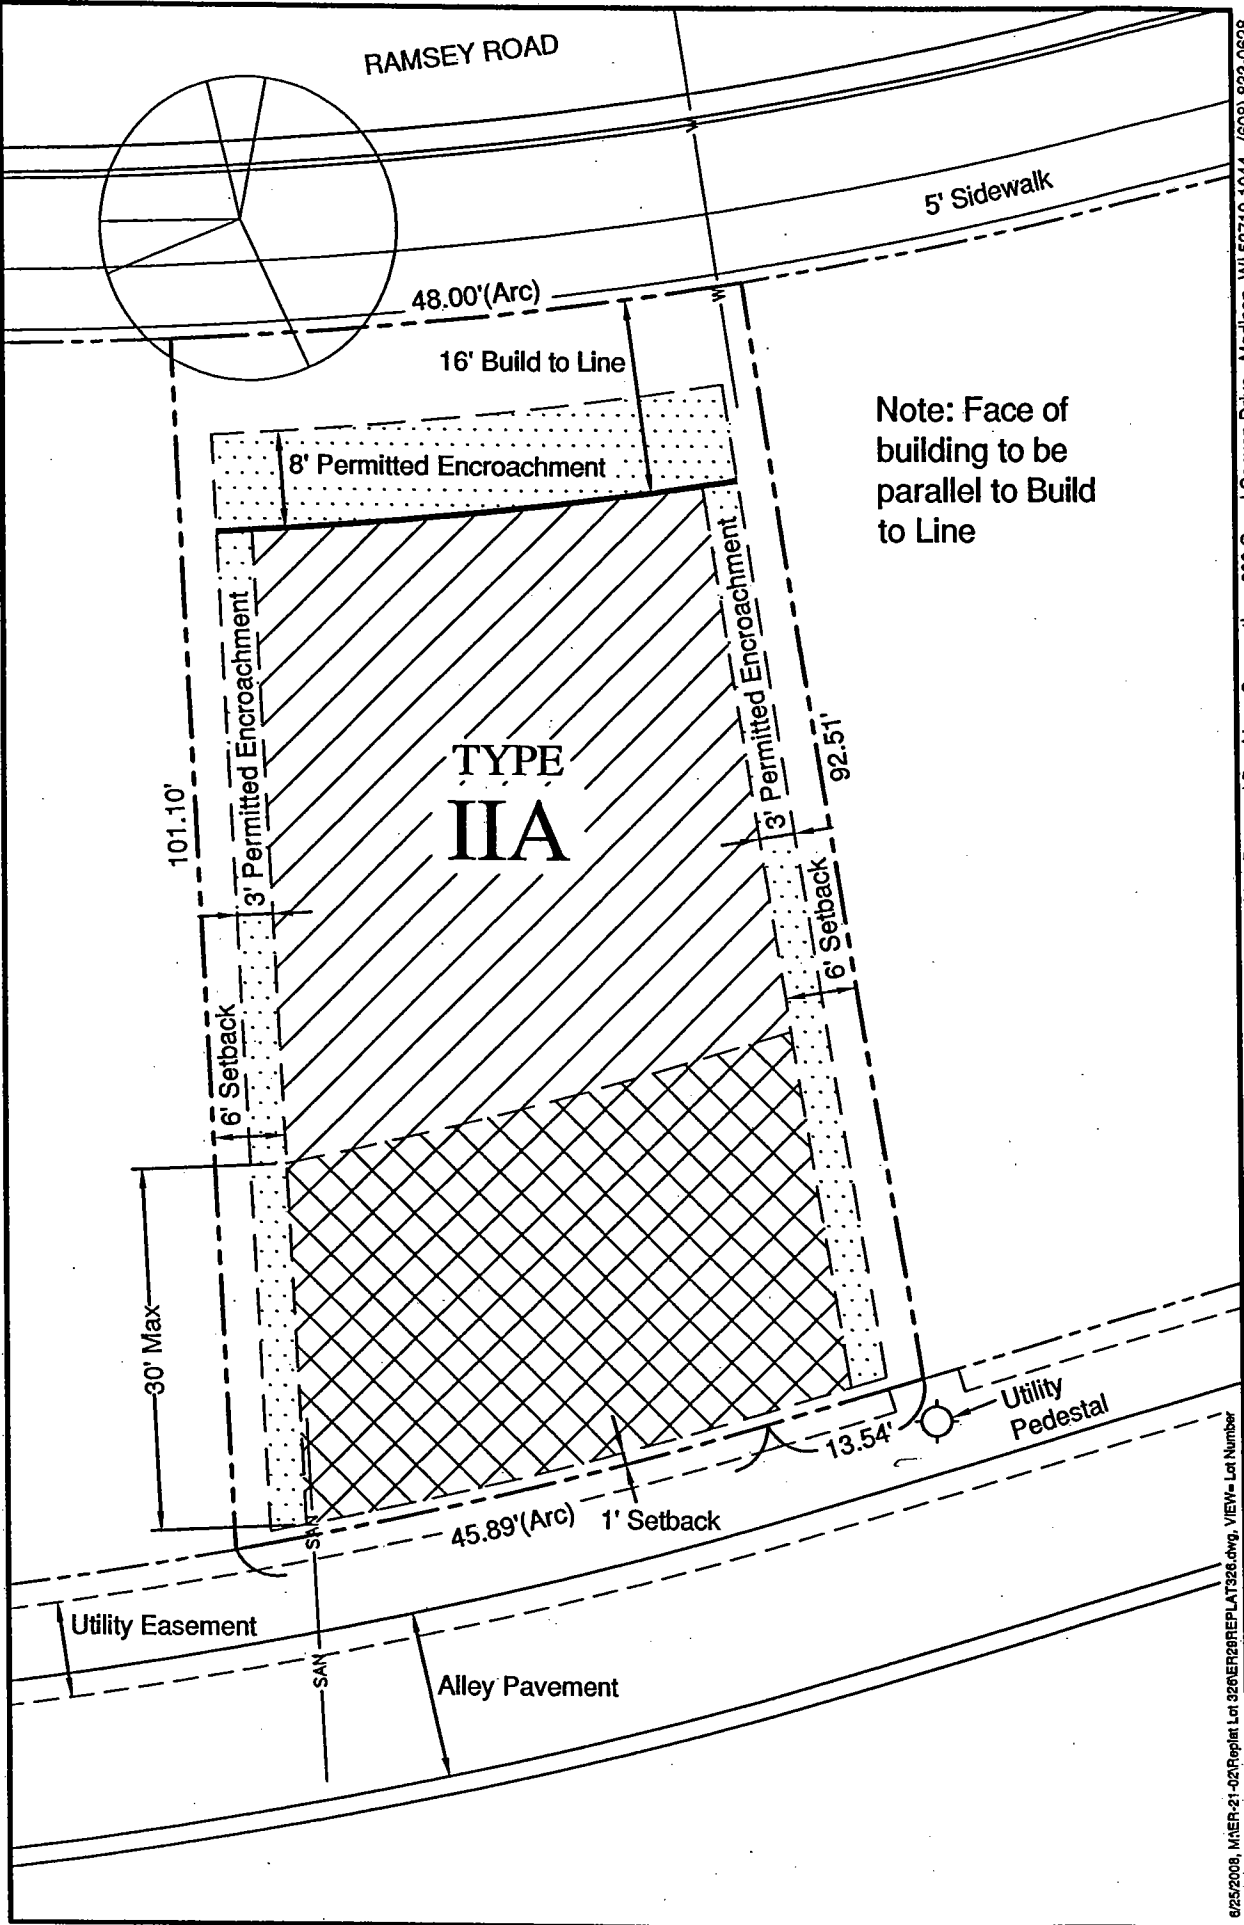 RAMSEY ROAD
5' Sidewalk
W
W
48.00'(Arc)
16' Build to Line
8' Permitted Encroachment
Note: Face of
building to be
parallel to Build
to Line
3' Permitted Encroachment
3' Permitted Encroachment
TYPE
IIA
101.10'
92.51'
6' Setback
6' Setback
30' Max
Utility
Pedestal
13.54'
45.89'(Arc)
1' Setback
SAN
SAN
Utility Easement
Alley Pavement
6/25/2008, M:\ER-21-02\Replat Lot 326\ER29REPLAT326.dwg, VIEW= Lot Number